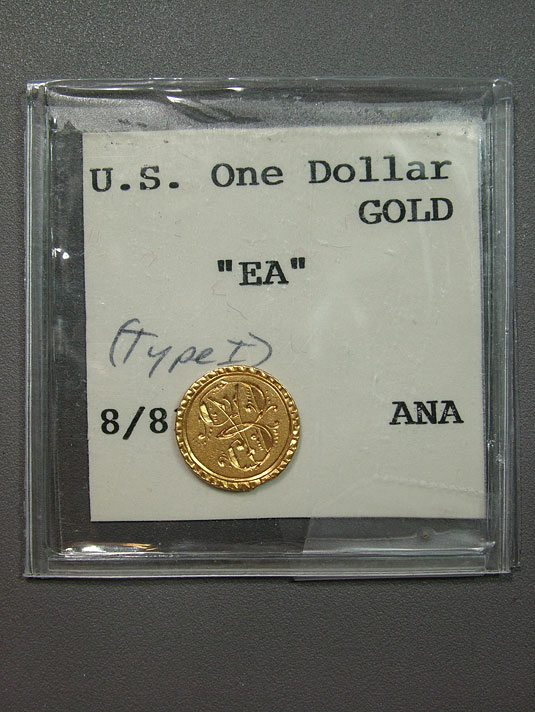 U.S. One Dollar
GOLD
"EA"
(Type I)
8/8
ANA